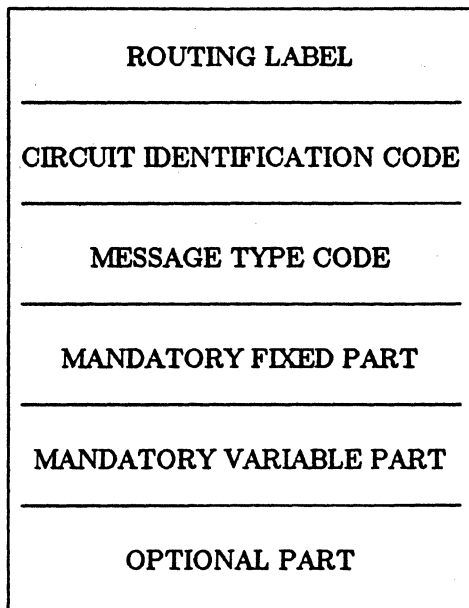 ROUTING LABEL
CIRCUIT IDENTIFICATION CODE
MESSAGE TYPE CODE
MANDATORY FIXED PART
MANDATORY VARIABLE PART
OPTIONAL PART